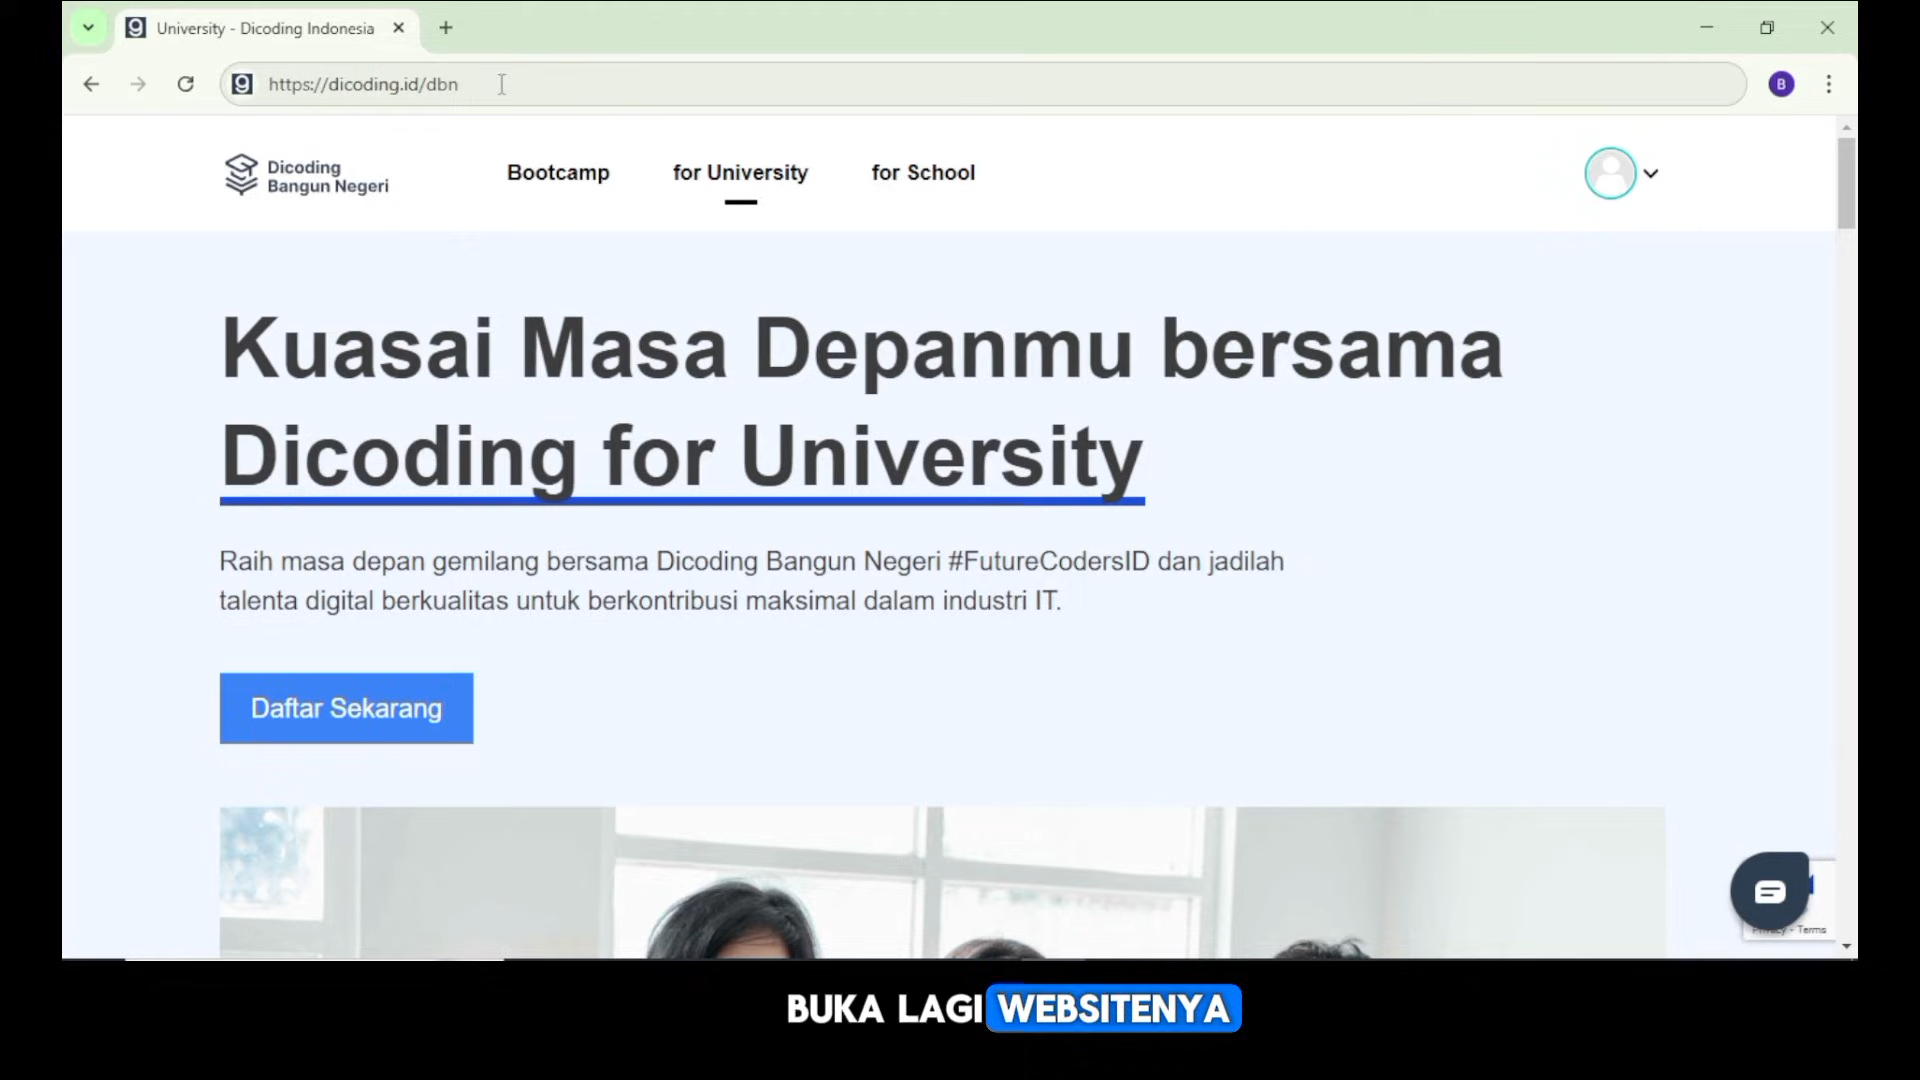 University - Dicoding Indonesia
https://dicoding.id/dbn
B
Dicoding
Bangun Negeri
Bootcamp
for University
for School
Kuasai Masa Depanmu bersama
Dicoding for University
Raih masa depan gemilang bersama Dicoding Bangun Negeri #FutureCodersID dan jadilah
talenta digital berkualitas untuk berkontribusi maksimal dalam industri IT.
Daftar Sekarang
Privacy - Terms
BUKA LAGI WEBSITENYA